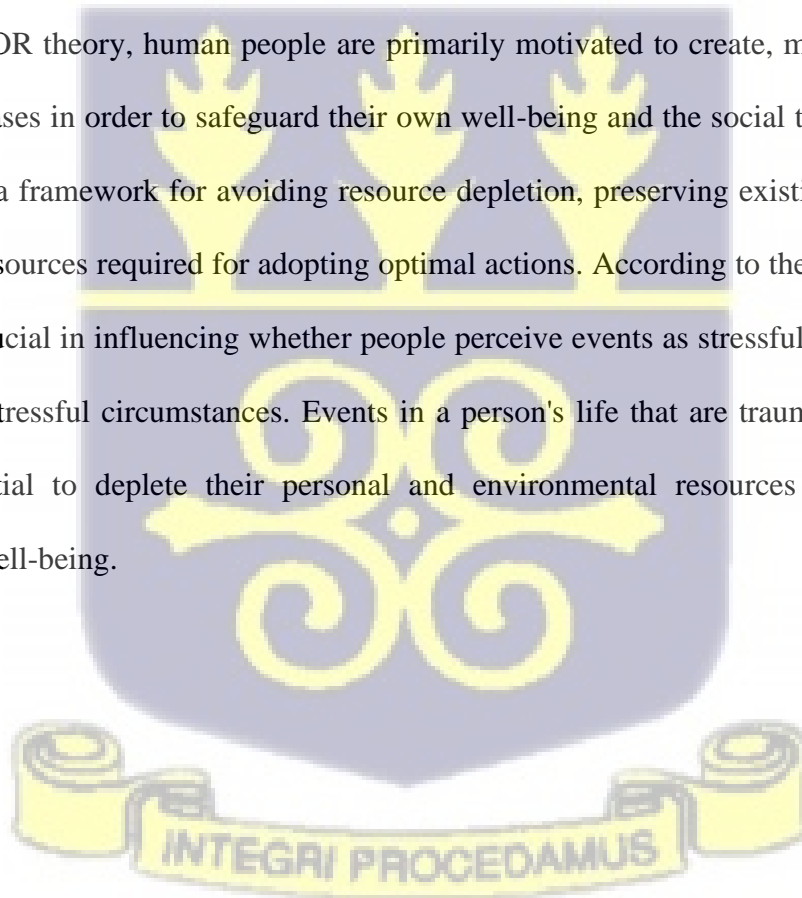 OR theory, human people are primarily motivated to create, m
ases in order to safeguard their own well-being and the social t
a framework for avoiding resource depletion, preserving existi
sources required for adopting optimal actions. According to the
ucial in influencing whether people perceive events as stressful
tressful circumstances. Events in a person's life that are traum
tial to deplete their personal and environmental resources
ell-being.
INTEGRI PROCEDAMUS